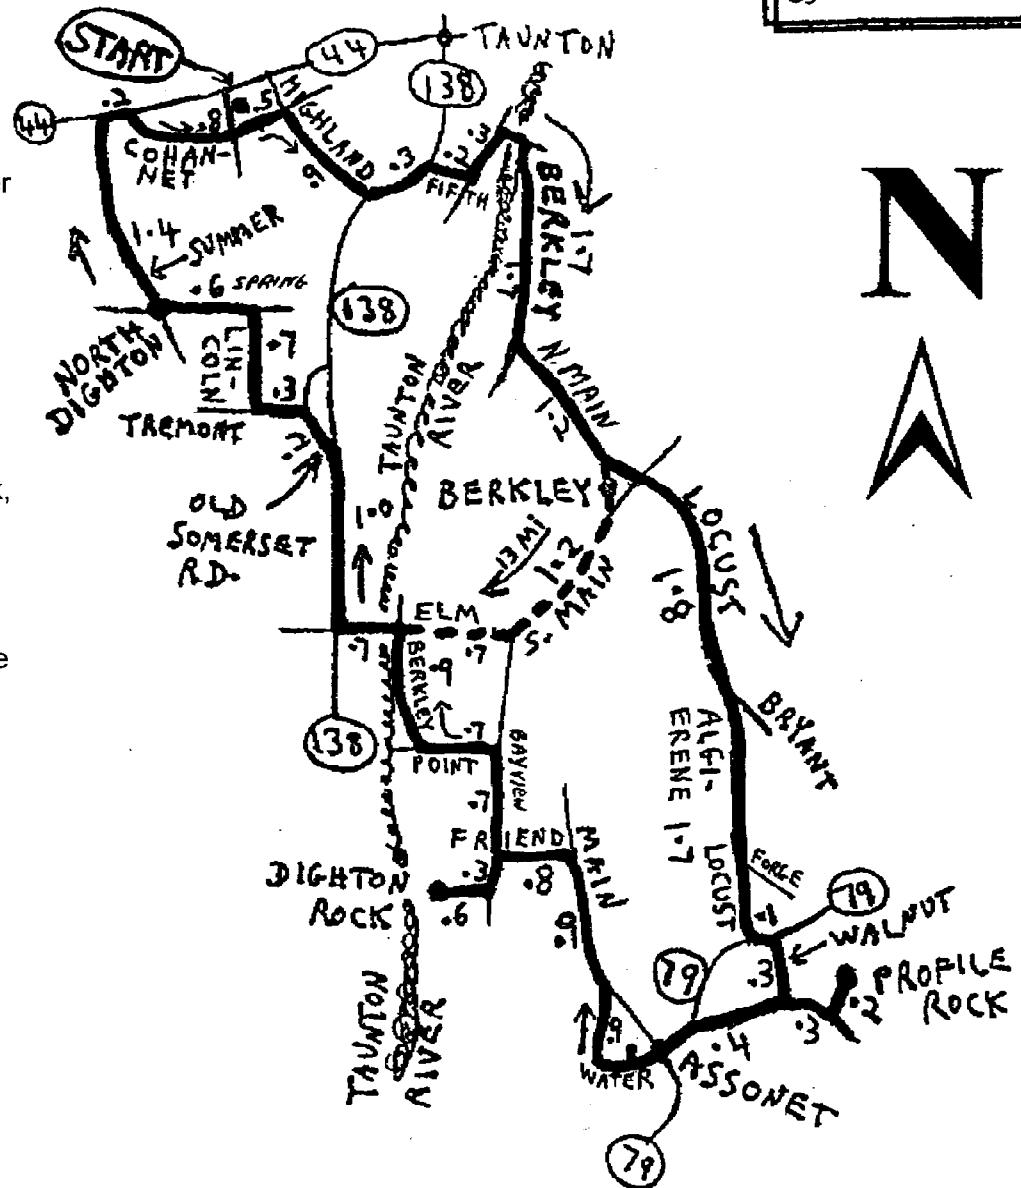 START
44
TAUNTON
138
44
.2
.8
.5
HIGHLAND
COHAN-
NET
.9
.3
.2
.3
FIFTH
BERKLEY
1.7
1.7
N
1.4
SUMMER
.6 SPRING
138
NORTH
DIGHTON
LIN-
COLN
.7
.3
TREMONT
TAUNTON
RIVER
N. MAIN
1.2
OLD
SOMERSET
RD.
1.0
BERKLEY
13 MI
1.2
S. MAIN
LOCUST
1.8
ELM
.7
.7
BERKLEY
.9
138
POINT
.7
BAYVIEW
.7
BRYANT
ALGI-
ERENE 1.7
FRIEND
MAIN
LOCUST
FORGE
DIGHTON
ROCK
.3
.6
.8
.9
.1
79
WALNUT
79
.3
PROFILE
ROCK
.2
.3
.4
TAUNTON
RIVER
.9
WATER
ASSONET
79